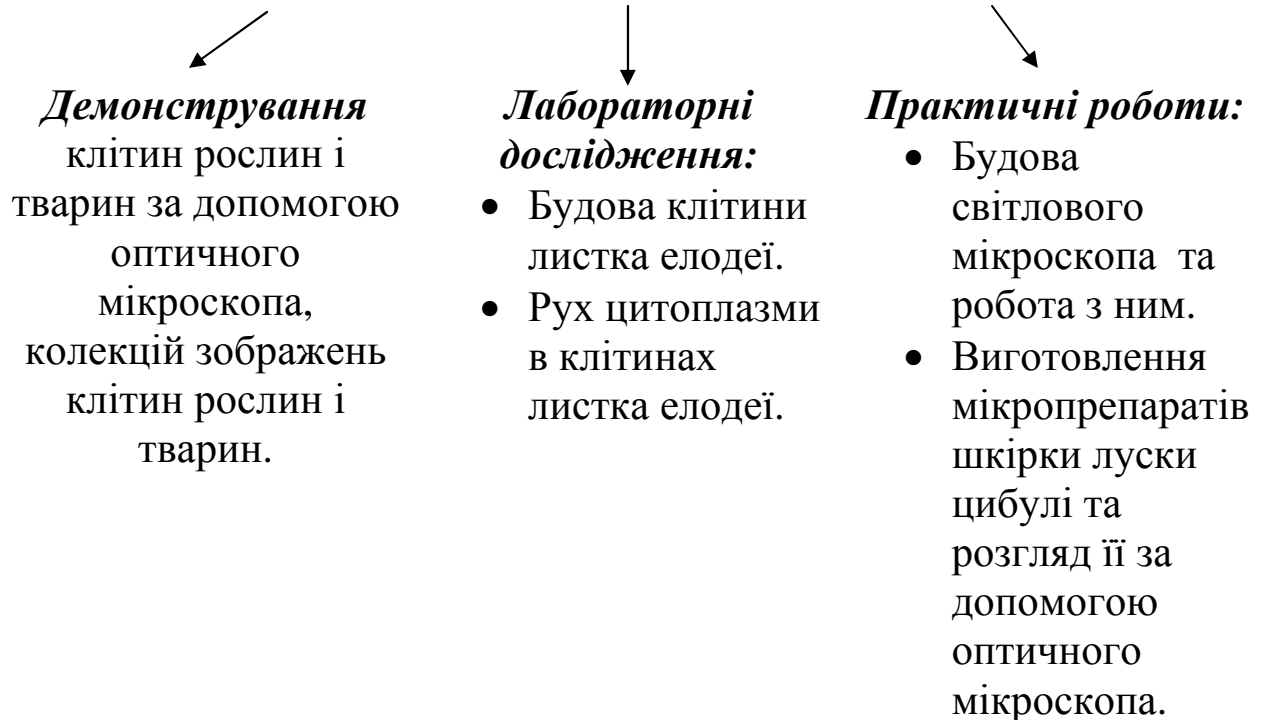 Демонстрування
клітин рослин і
тварин за допомогою
оптичного
мікроскопа,
колекцій зображень
клітин рослин і
тварин.
Лабораторні
дослідження:
• Будова клітини
листка елодеї.
• Рух цитоплазми
в клітинах
листка елодеї.
Практичні роботи:
• Будова
світлового
мікроскопа та
робота з ним.
• Виготовлення
мікропрепаратів
шкірки луски
цибулі та
розгляд її за
допомогою
оптичного
мікроскопа.